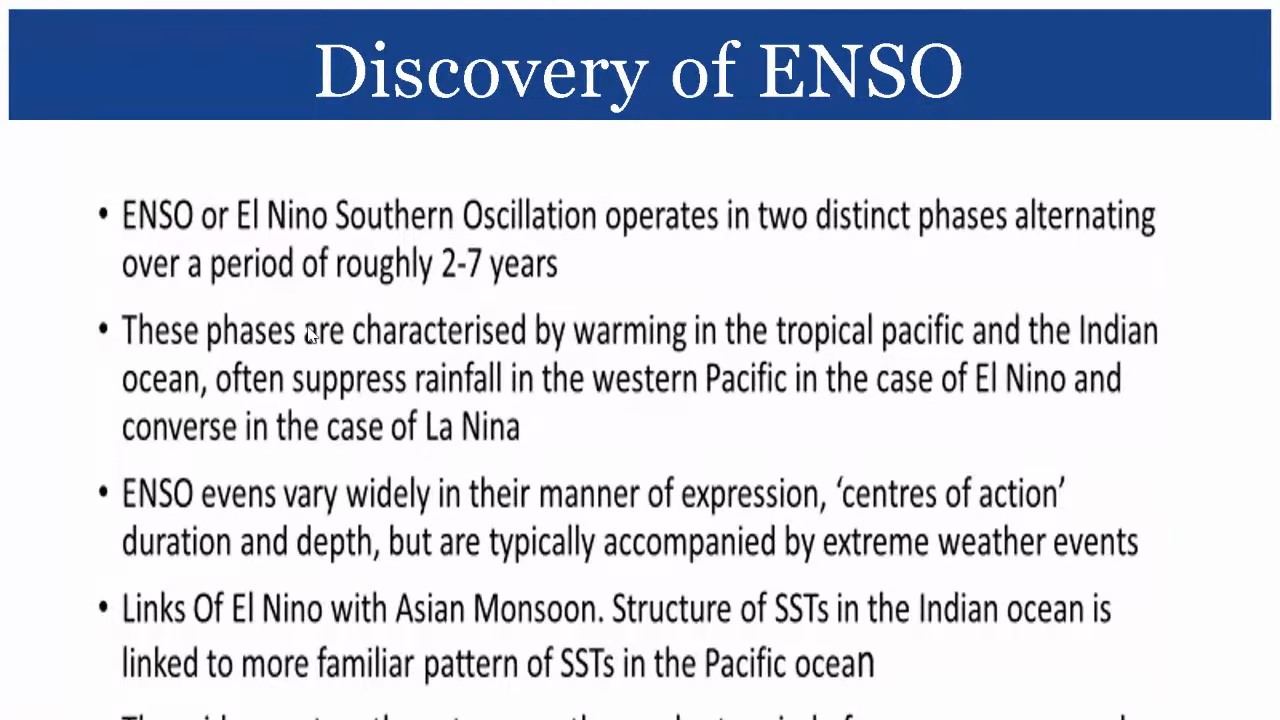 Discovery of ENSO
• ENSO or El Nino Southern Oscillation operates in two distinct phases alternating
over a period of roughly 2-7 years
• These phases are characterised by warming in the tropical pacific and the Indian
ocean, often suppress rainfall in the western Pacific in the case of El Nino and
converse in the case of La Nina
• ENSO evens vary widely in their manner of expression, ‘centres of action’
duration and depth, but are typically accompanied by extreme weather events
• Links Of El Nino with Asian Monsoon. Structure of SSTs in the Indian ocean is
linked to more familiar pattern of SSTs in the Pacific ocean